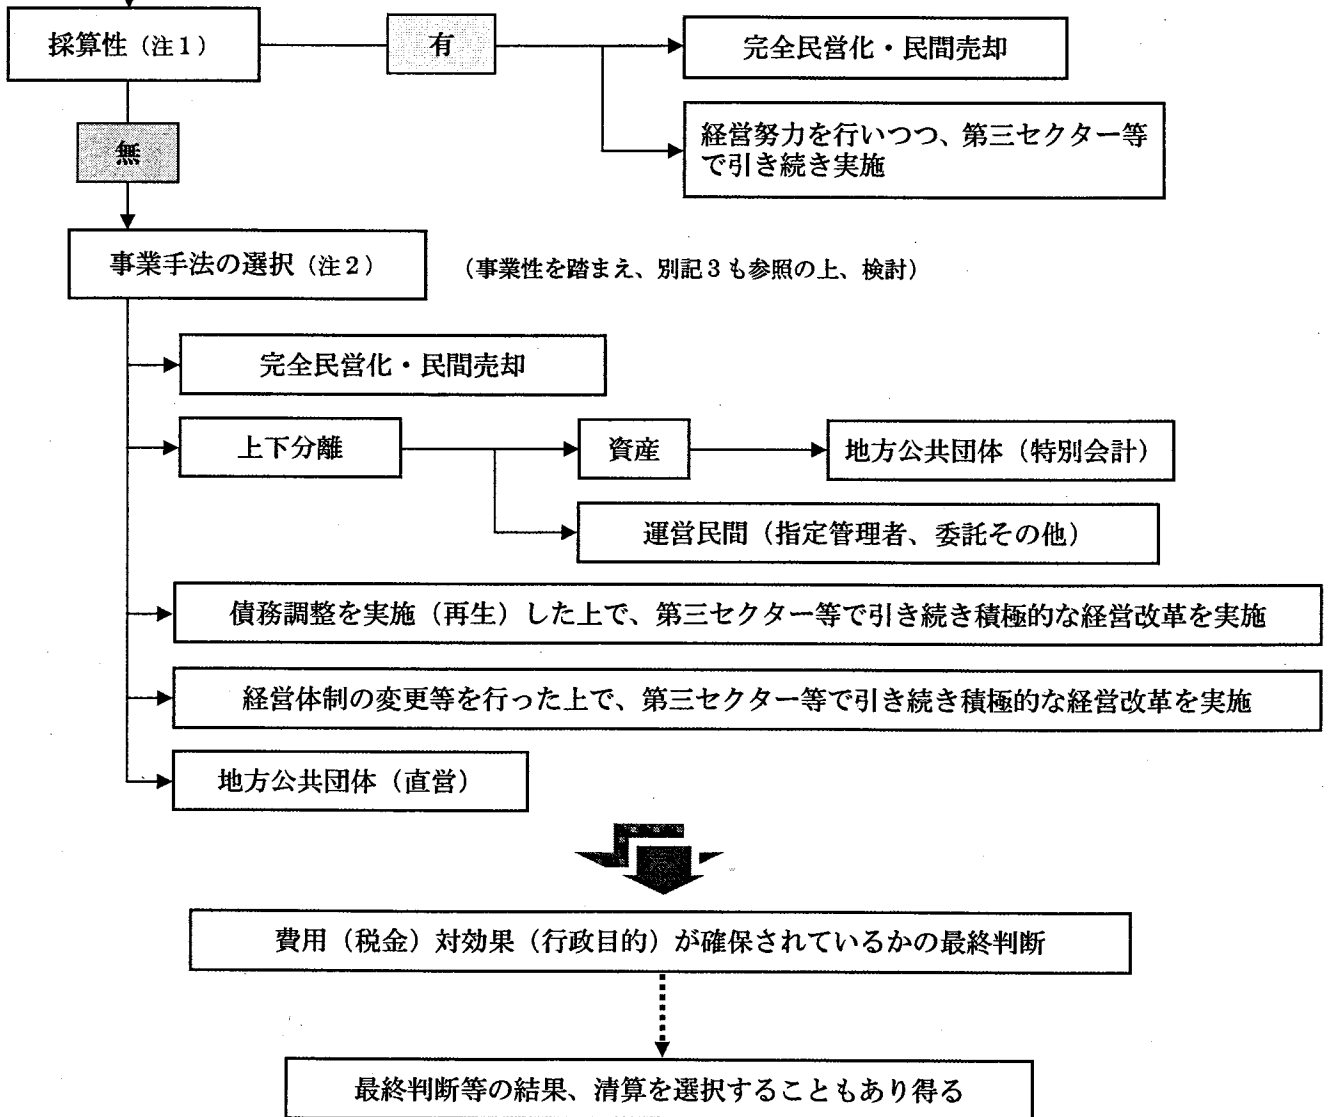 採算性（注１）
有
完全民営化・民間売却
経営努力を行いつつ、第三セクター等
で引き続き実施
無
事業手法の選択（注２）
（事業性を踏まえ、別記３も参照の上、検討）
完全民営化・民間売却
上下分離
資産
地方公共団体（特別会計）
運営民間（指定管理者、委託その他）
債務調整を実施（再生）した上で、第三セクター等で引き続き積極的な経営改革を実施
経営体制の変更等を行った上で、第三セクター等で引き続き積極的な経営改革を実施
地方公共団体（直営）
費用（税金）対効果（行政目的）が確保されているかの最終判断
最終判断等の結果、清算を選択することもあり得る